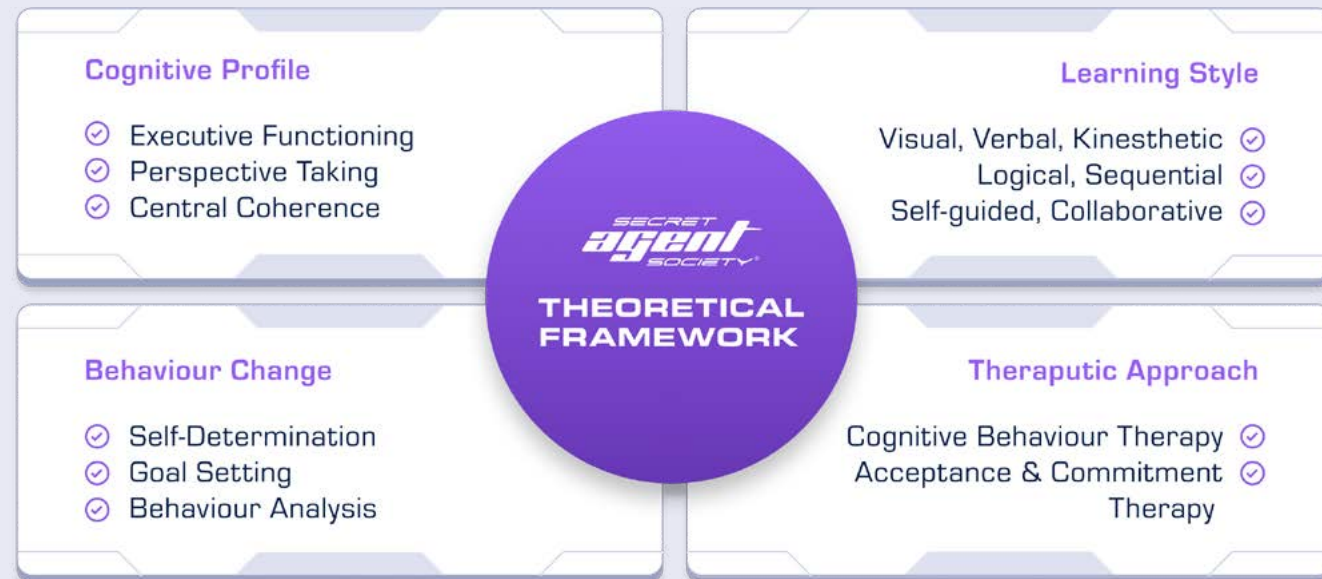 Cognitive Profile
Executive Functioning
Perspective Taking
Central Coherence
Learning Style
Visual, Verbal, Kinesthetic
Logical, Sequential
Self-guided, Collaborative
SECRET
agent
SOCIETY®
THEORETICAL
FRAMEWORK
Behaviour Change
Self-Determination
Goal Setting
Behaviour Analysis
Theraputic Approach
Cognitive Behaviour Therapy
Acceptance & Commitment
Therapy